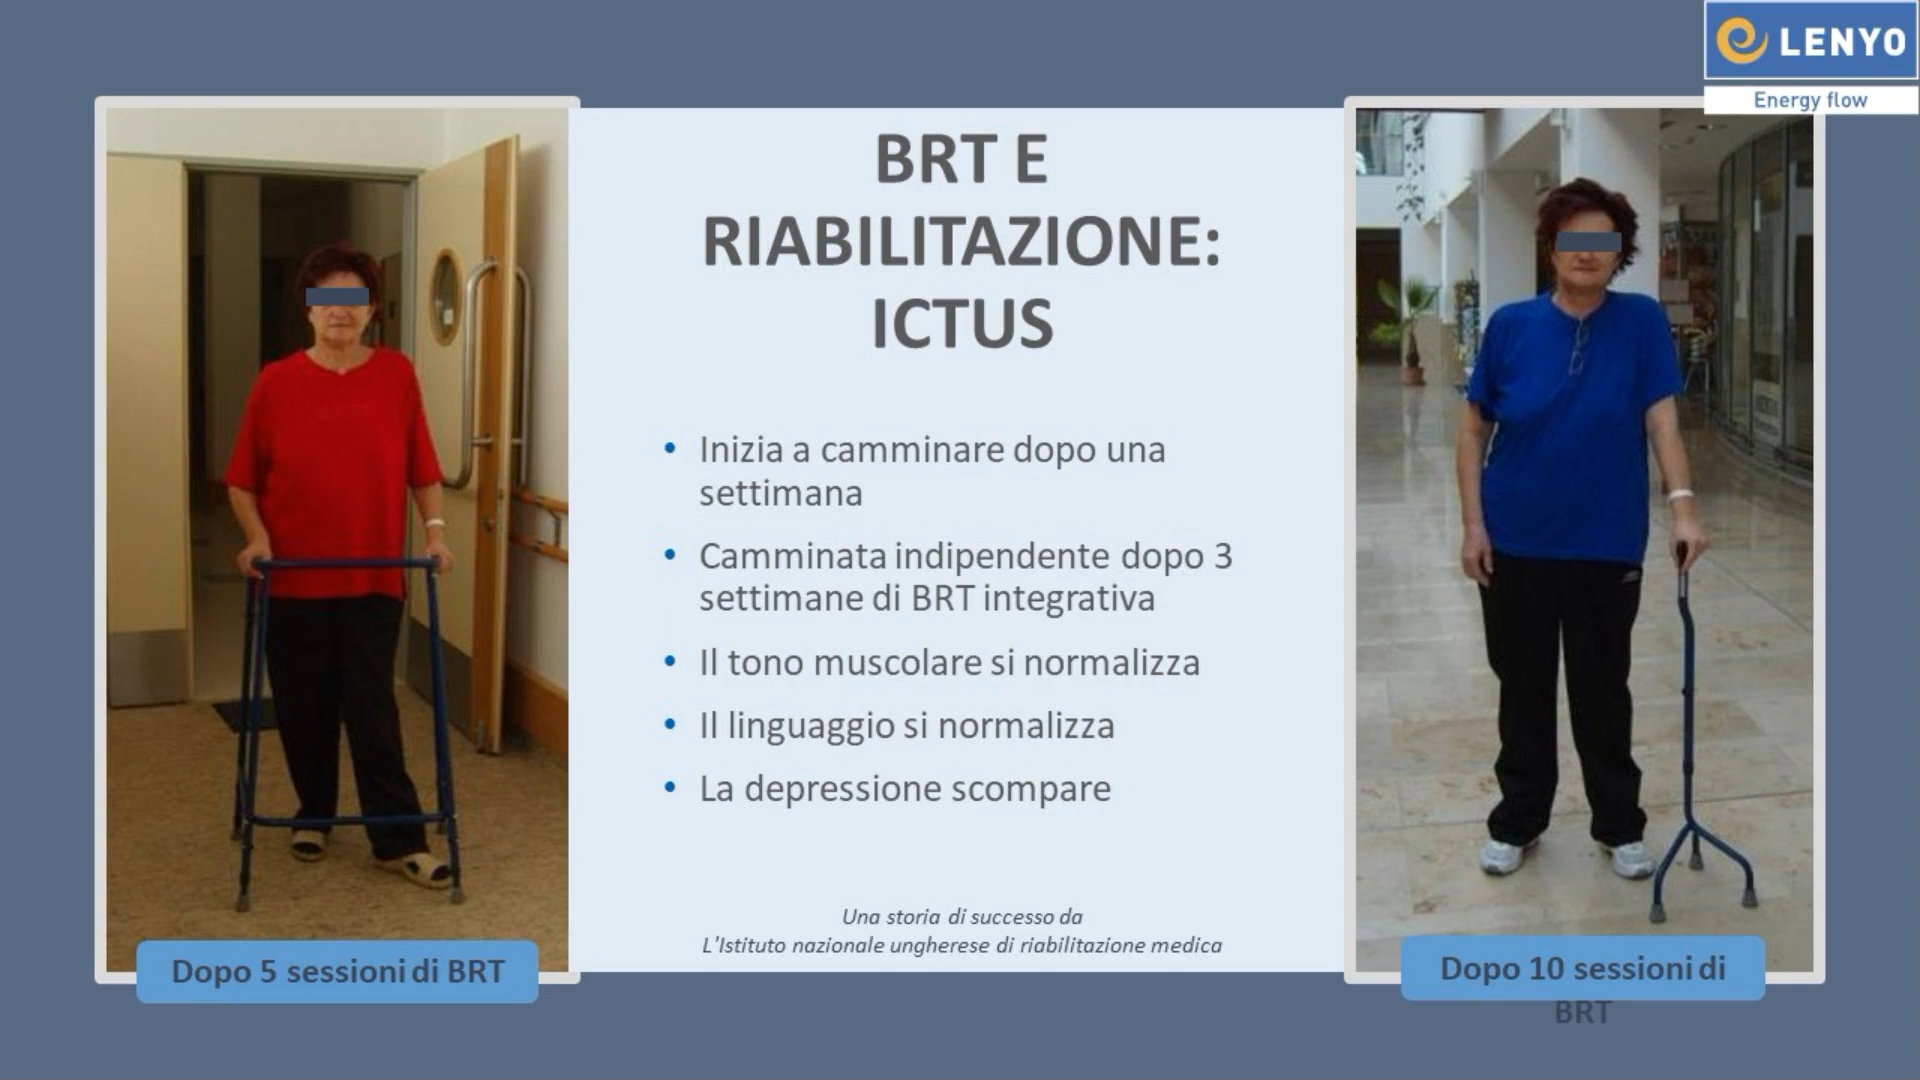 LENYO
Energy flow
BRT E
RIABILITAZIONE:
ICTUS
• Inizia a camminare dopo una
settimana
• Camminata indipendente dopo 3
settimane di BRT integrativa
• Il tono muscolare si normalizza
• Il linguaggio si normalizza
• La depressione scompare
Una storia di successo da
L'Istituto nazionale ungherese di riabilitazione medica
Dopo 5 sessioni di BRT
Dopo 10 sessioni di
BRT